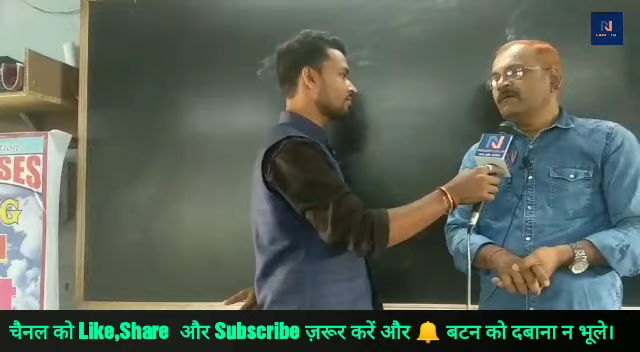 SES
G
N
चैनल को Like,Share और Subscribe ज़रूर करें और 🔔 बटन को दबाना न भूले।